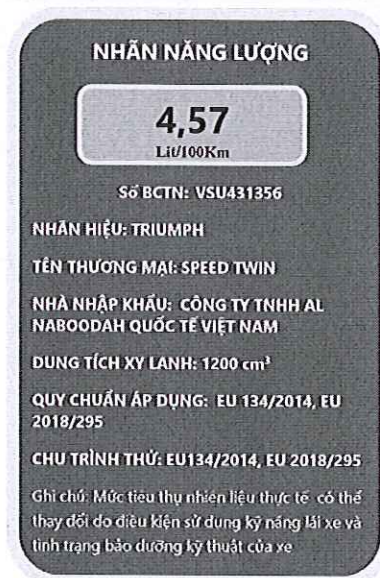 NHÃN NĂNG LƯỢNG
4,57
Lít/100Km
Số BCTN: VSU431356
NHÃN HIỆU: TRIUMPH
TÊN THƯƠNG MẠI: SPEED TWIN
NHÀ NHẬP KHẨU: CÔNG TY TNHH AL
NABOODAH QUỐC TẾ VIỆT NAM
DUNG TÍCH XY LANH: 1200 cm³
QUY CHUẨN ÁP DỤNG: EU 134/2014, EU
2018/295
CHU TRÌNH THỬ: EU134/2014, EU 2018/295
Ghi chú: Mức tiêu thụ nhiên liệu thực tế có thể
thay đổi do điều kiện sử dụng kỹ năng lái xe và
tình trạng bảo dưỡng kỹ thuật của xe